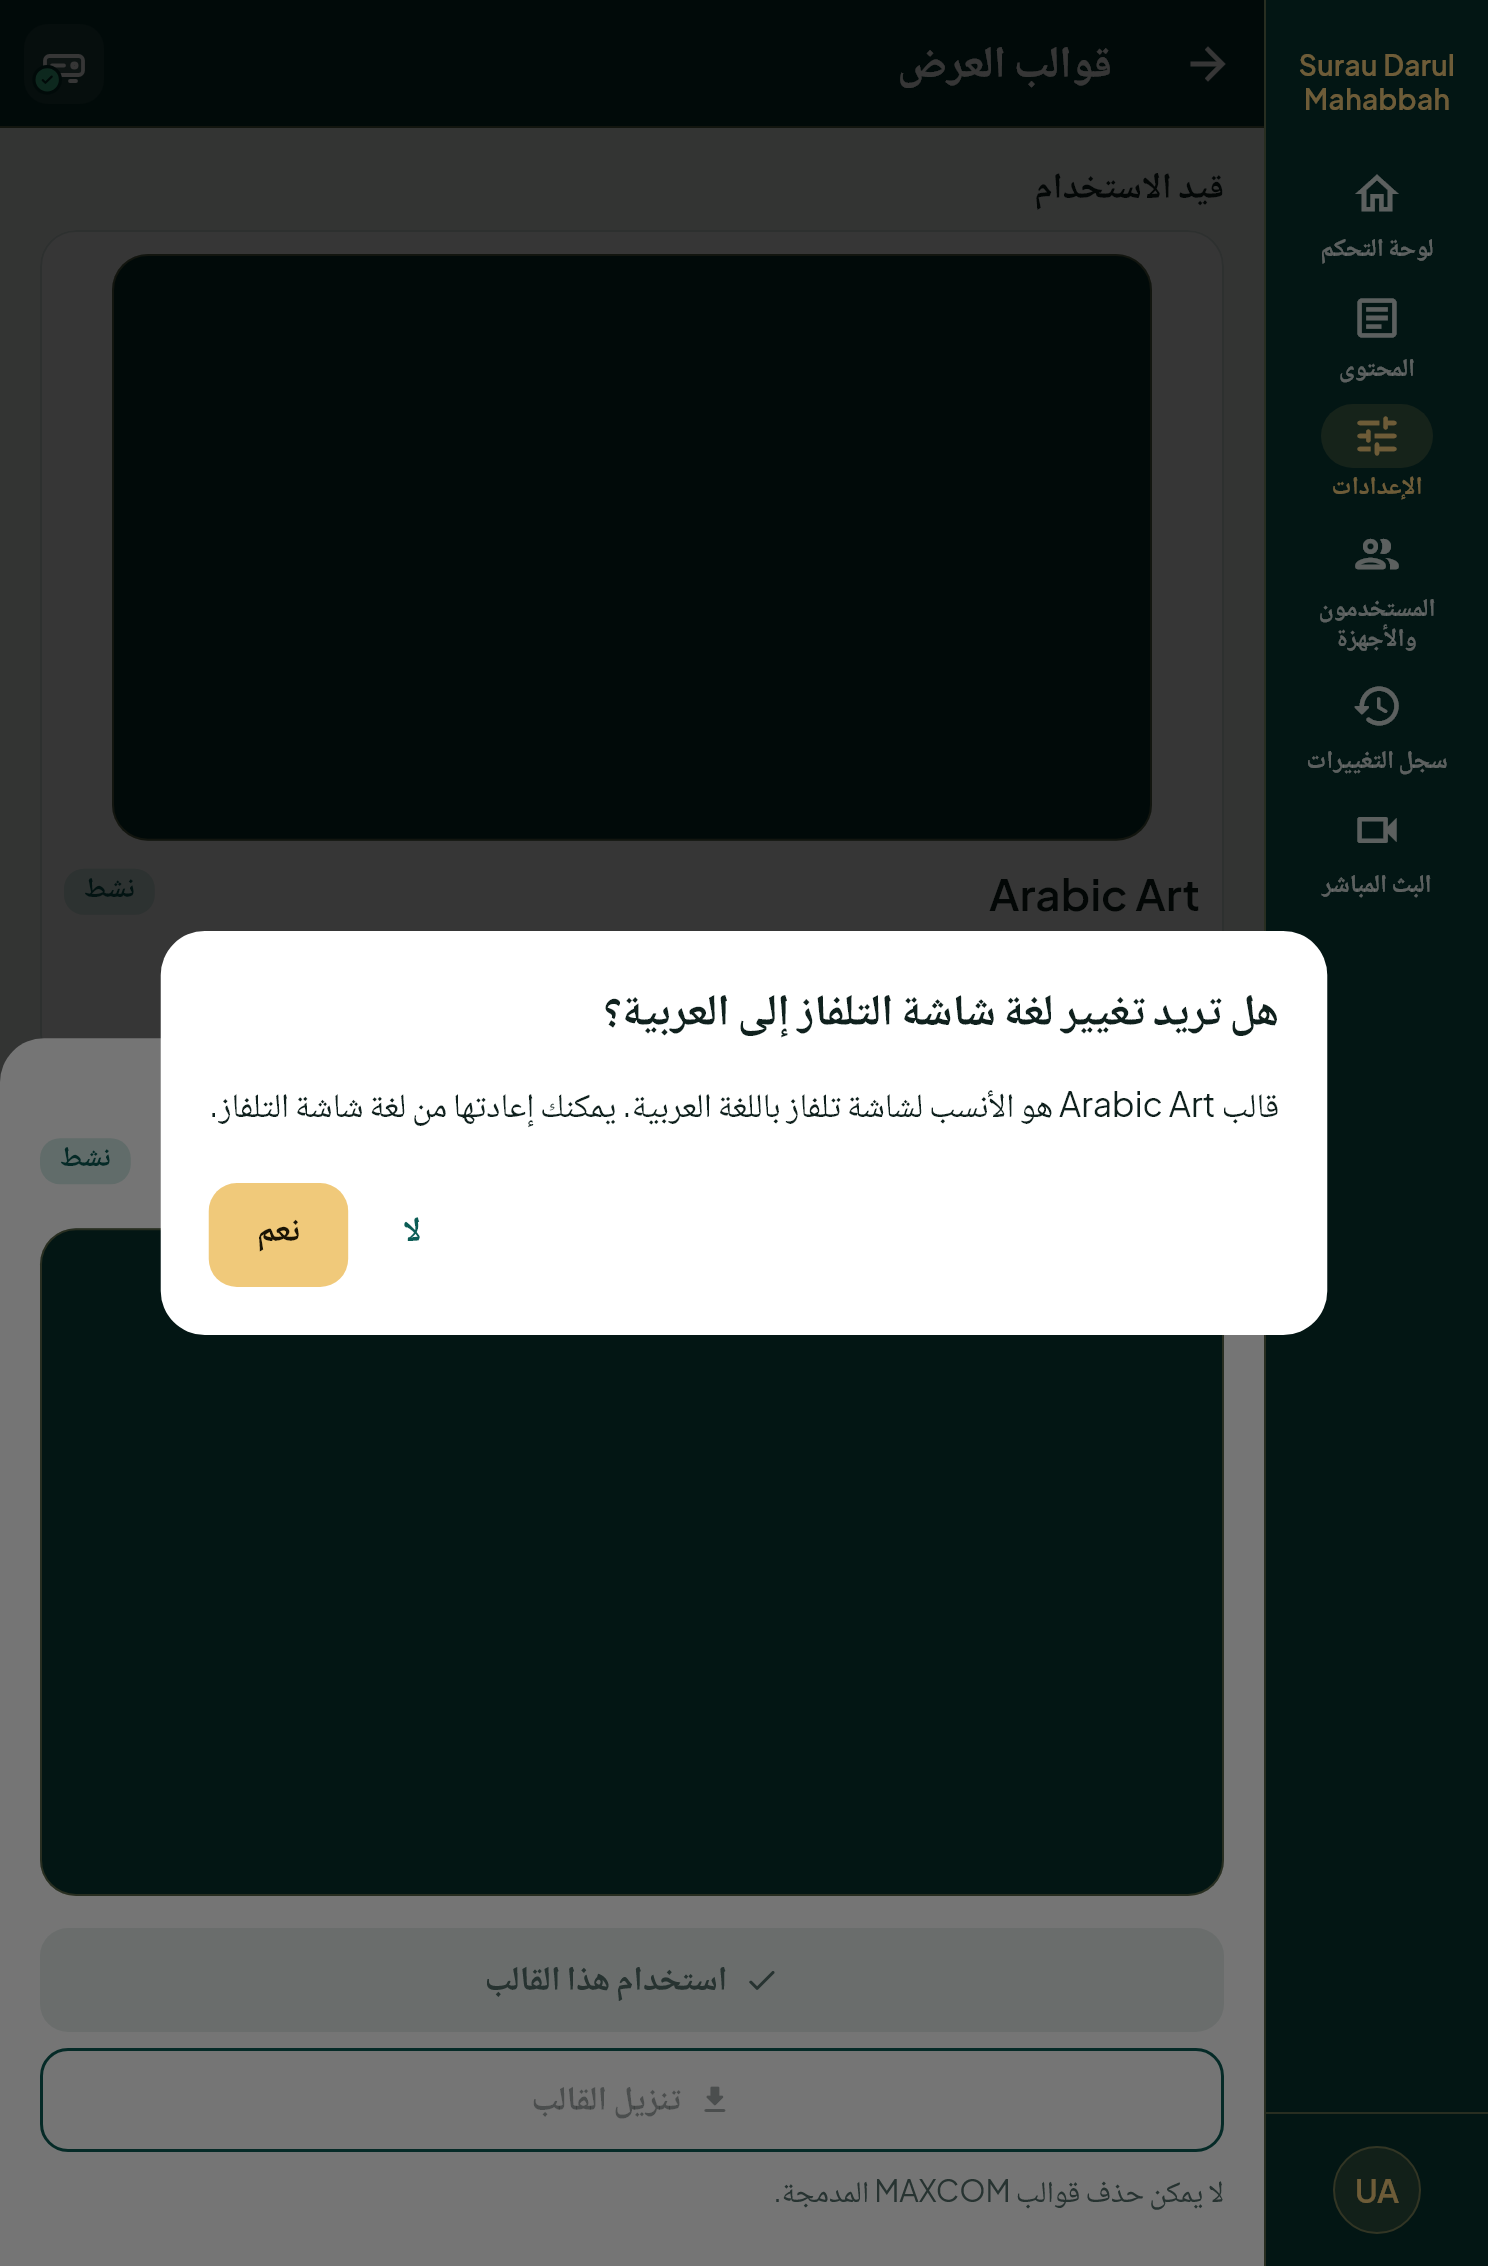 Surau Darul
Mahabbah
لوحة التحكم
المحتوى
الإعدادات
المستخدمون
والأجهزة
سجل التغييرات
البث المباشر
UA
قوالب العرض
قيد الاستخدام
Arabic Art
نشط
هل تريد تغيير لغة شاشة التلفاز إلى العربية؟
قالب Arabic Art هو الأنسب لشاشة تلفاز باللغة العربية. يمكنك إعادتها من لغة شاشة التلفاز.
لا
نعم
نشط
استخدام هذا القالب
تنزيل القالب
لا يمكن حذف قوالب MAXCOM المدمجة.